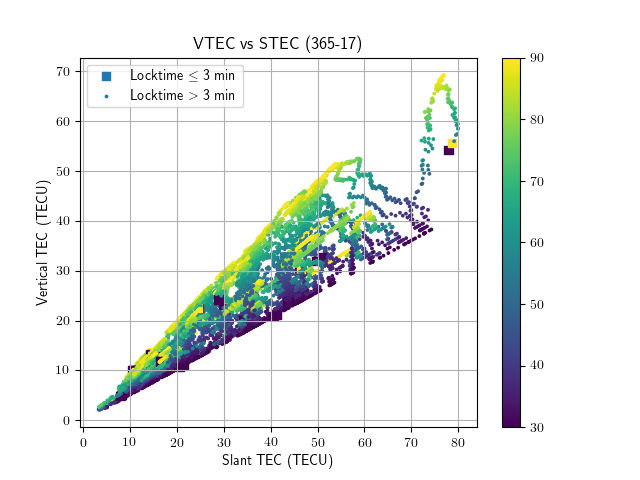 VTEC vs STEC (365-17)
Locktime ≤ 3 min
Locktime > 3 min
Vertical TEC (TECU)
70
60
50
40
30
20
10
0
0 10 20 30 40 50 60 70 80
Slant TEC (TECU)
90
80
70
60
50
40
30